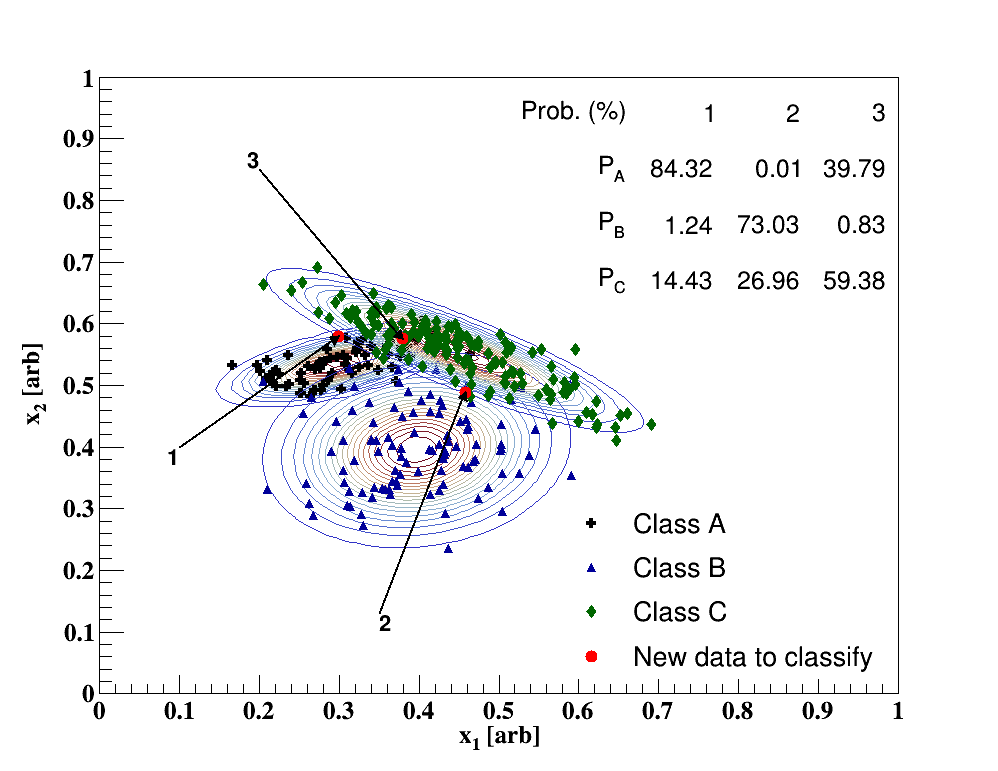 Prob. (%) 1 2 3
P_A 84.32 0.01 39.79
P_B 1.24 73.03 0.83
P_C 14.43 26.96 59.38
3
1
2
Class A
Class B
Class C
New data to classify
1
0.9
0.8
0.7
0.6
0.5
0.4
0.3
0.2
0.1
0
0 0.1 0.2 0.3 0.4 0.5 0.6 0.7 0.8 0.9 1
x_1 [arb]
x_2 [arb]